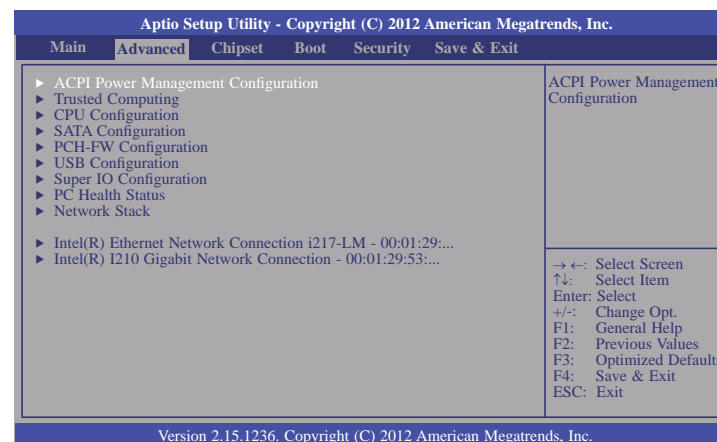 Aptio Setup Utility - Copyright (C) 2012 American Megatrends, Inc.
Main Advanced Chipset Boot Security Save & Exit
► ACPI Power Management Configuration
► Trusted Computing
► CPU Configuration
► SATA Configuration
► PCH-FW Configuration
► USB Configuration
► Super IO Configuration
► PC Health Status
► Network Stack
► Intel(R) Ethernet Network Connection i217-LM - 00:01:29:...
► Intel(R) I210 Gigabit Network Connection - 00:01:29:53:...
ACPI Power Management
Configuration
→ ←: Select Screen
↑↓: Select Item
Enter: Select
+/-: Change Opt.
F1: General Help
F2: Previous Values
F3: Optimized Default
F4: Save & Exit
ESC: Exit
Version 2.15.1236. Copyright (C) 2012 American Megatrends, Inc.